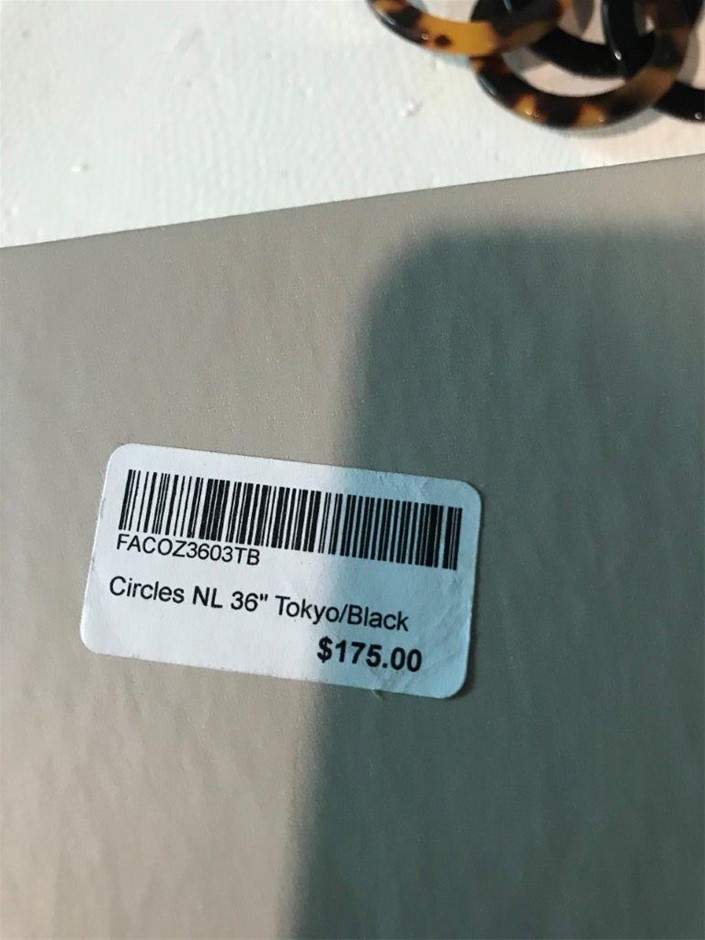 FACOZ3603TB
Circles NL 36" Tokyo/Black
$175.00